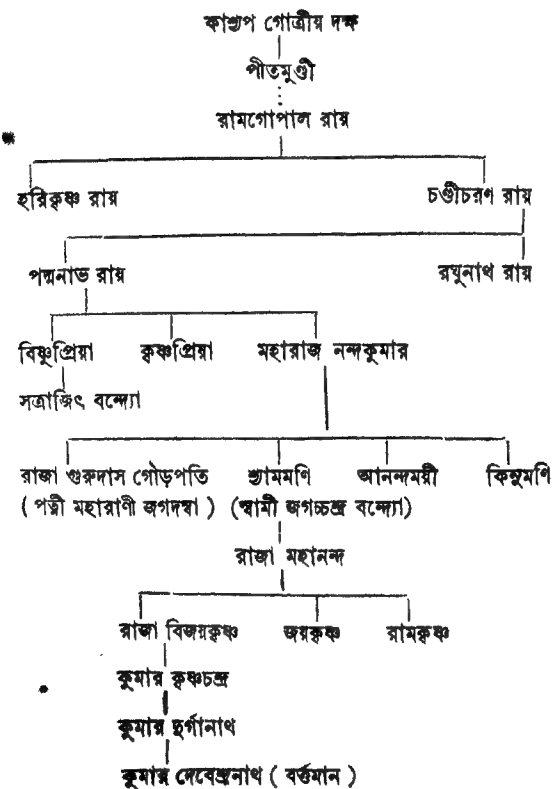 কাশ্যপ গোত্রীয় দক্ষ
পীতমুণ্ডী
রামগোপাল রায়
হরিকৃষ্ণ রায় চণ্ডীচরণ রায়
পদ্মনাভ রায় রঘুনাথ রায়
বিষ্ণুপ্রিয়া কৃষ্ণপ্রিয়া মহারাজ নন্দকুমার
সত্রাজিৎ বন্দ্যো
রাজা গুরুদাস গৌড়পতি শ্যামমণি আনন্দময়ী কিনুমণি
( পত্নী মহারাণী জগদম্বা ) (স্বামী জগচ্চন্দ্র বন্দ্যো)
রাজা মহানন্দ
রাজা বিজয়কৃষ্ণ জয়কৃষ্ণ রামকৃষ্ণ
কুমার কৃষ্ণচন্দ্র
কুমার দুর্গানাথ
কুমার দেবেন্দ্রনাথ ( বর্ত্তমান )